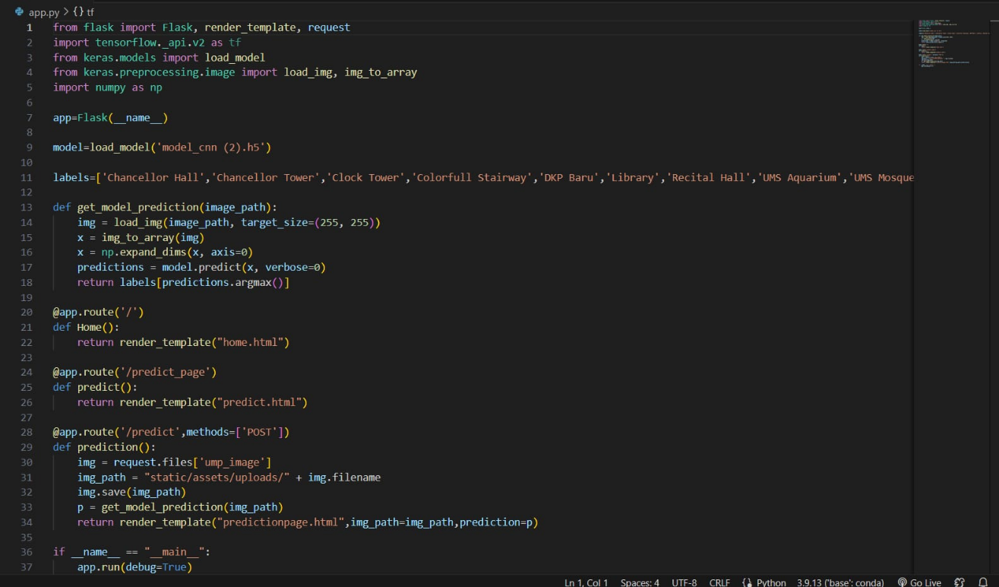 app.py > {} tf
1 from flask import Flask, render_template, request
2 import tensorflow._api.v2 as tf
3 from keras.models import load_model
4 from keras.preprocessing.image import load_img, img_to_array
5 import numpy as np
6
7 app=Flask(__name__)
8
9 model=load_model('model_cnn (2).h5')
10
11 labels=['Chancellor Hall','Chancellor Tower','Clock Tower','Colorfull Stairway','DKP Baru','Library','Recital Hall','UMS Aquarium','UMS Mosque
12
13 def get_model_prediction(image_path):
14     img = load_img(image_path, target_size=(255, 255))
15     x = img_to_array(img)
16     x = np.expand_dims(x, axis=0)
17     predictions = model.predict(x, verbose=0)
18     return labels[predictions.argmax()]
19
20 @app.route('/')
21 def Home():
22     return render_template("home.html")
23
24 @app.route('/predict_page')
25 def predict():
26     return render_template("predict.html")
27
28 @app.route('/predict',methods=['POST'])
29 def prediction():
30     img = request.files['ump_image']
31     img_path = "static/assets/uploads/" + img.filename
32     img.save(img_path)
33     p = get_model_prediction(img_path)
34     return render_template("predictionpage.html",img_path=img_path,prediction=p)
35
36 if __name__ == "__main__":
37     app.run(debug=True)
Ln 1, Col 1 Spaces: 4 UTF-8 CRLF {} Python 3.9.13 ('base': conda) Go Live